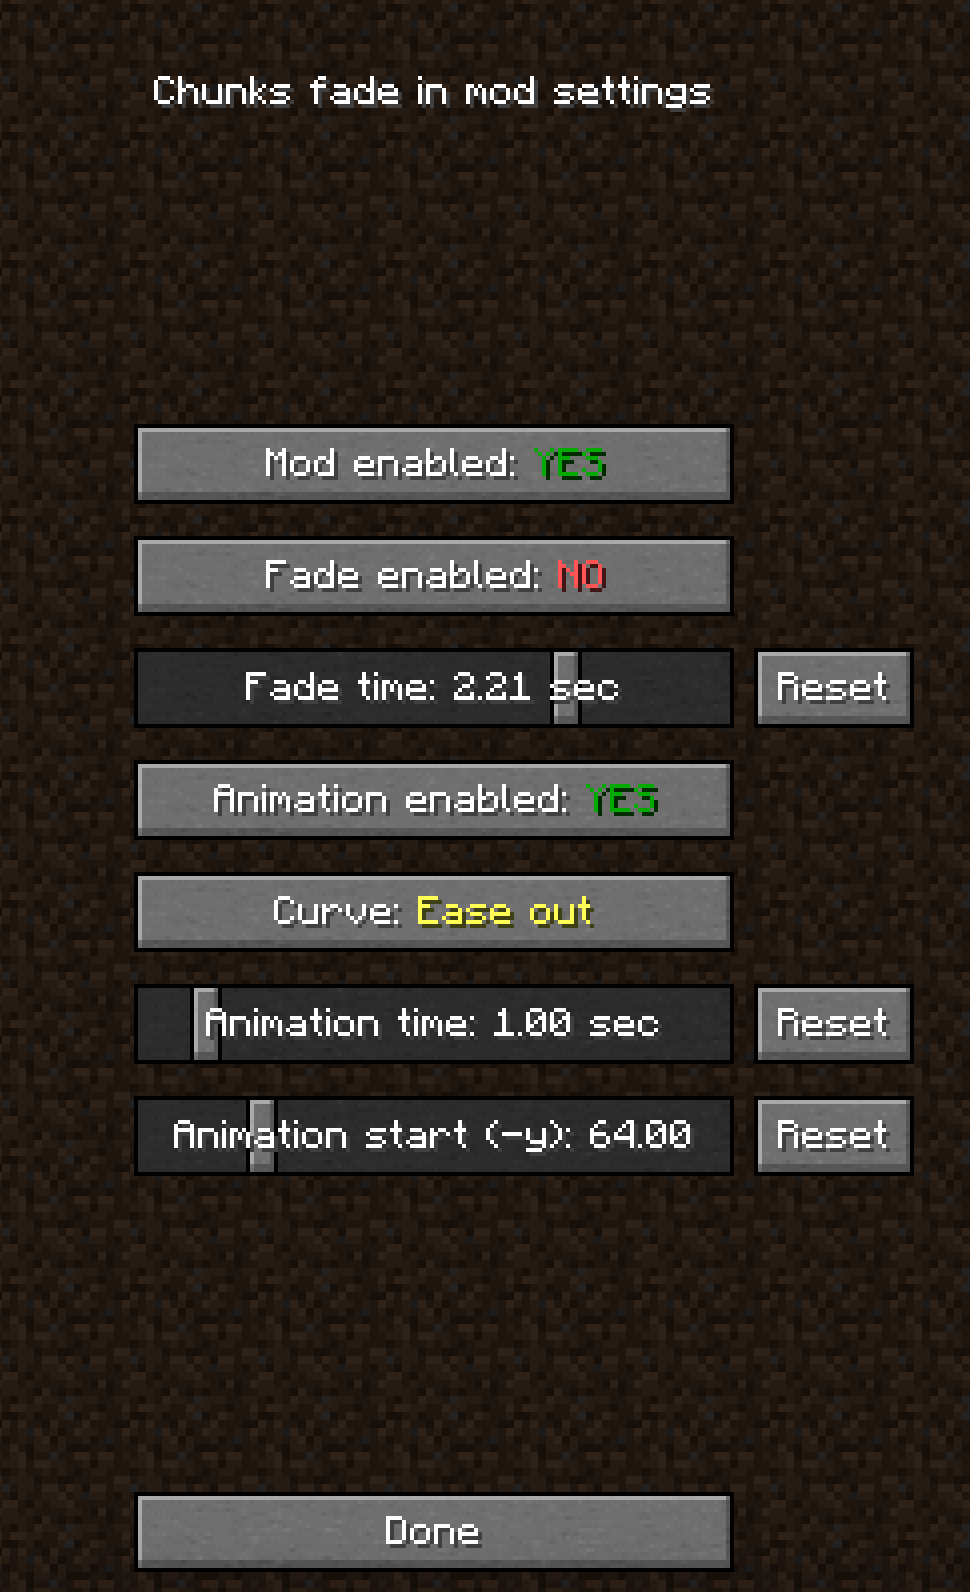 Chunks fade in mod settings
Mod enabled: YES
Fade enabled: NO
Fade time: 2.21 sec
Reset
Animation enabled: YES
Curve: Ease out
Animation time: 1.00 sec
Reset
Animation start (-y): 64.00
Reset
Done